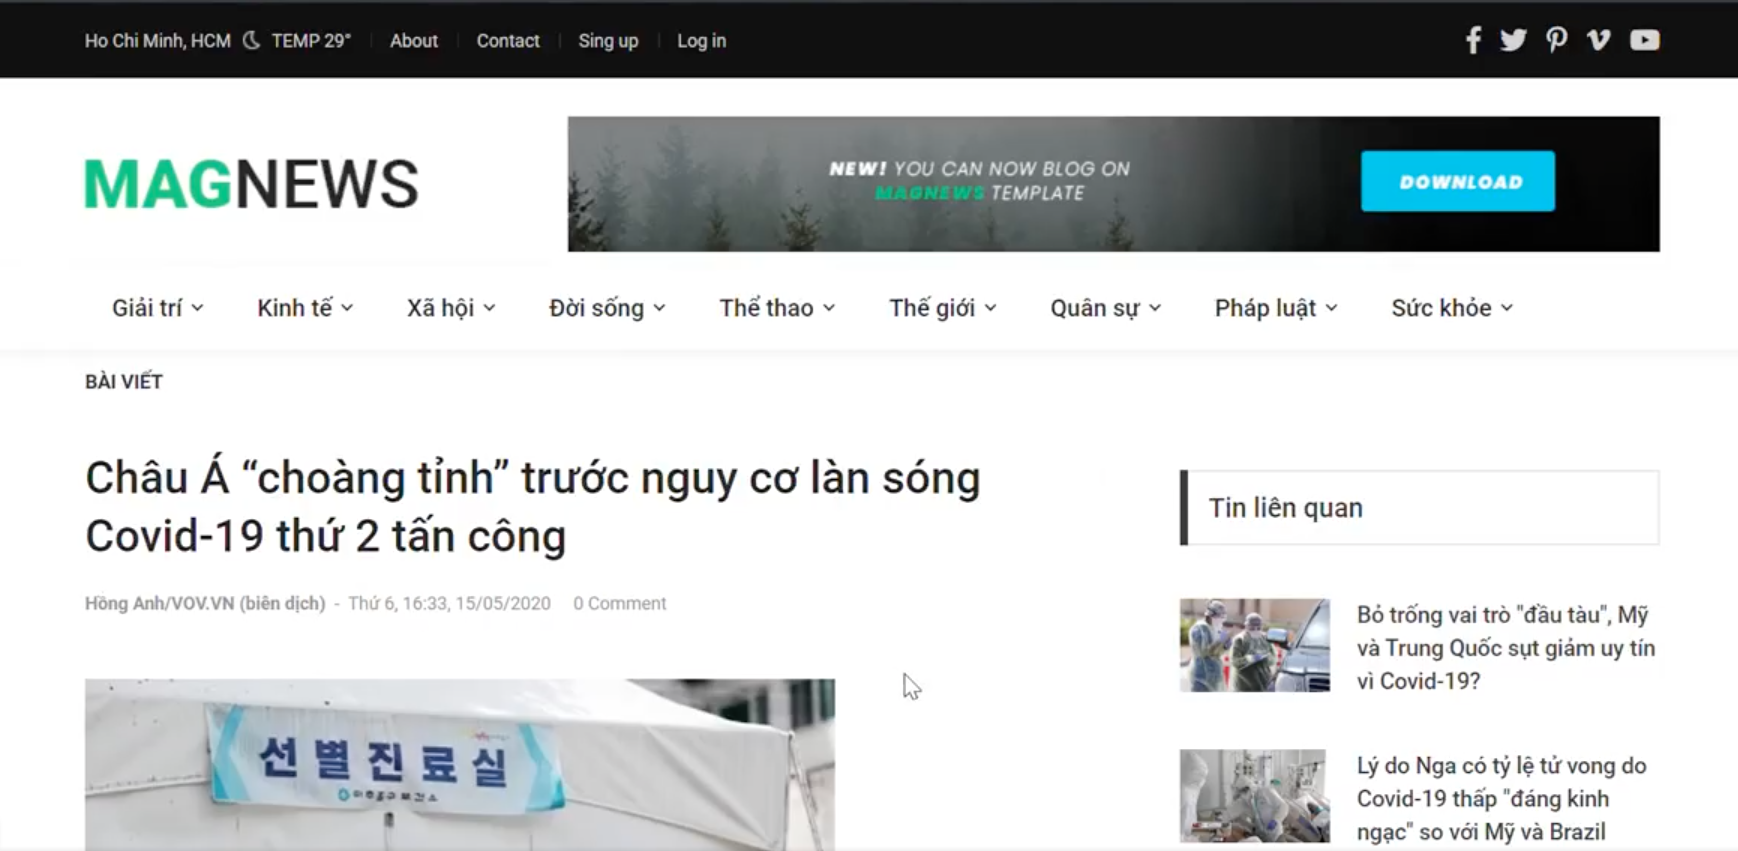 Ho Chi Minh, HCM TEMP 29° About Contact Sing up Log in
MAGNEWS
NEW! YOU CAN NOW BLOG ON
MAGNEWS TEMPLATE
DOWNLOAD
Giải trí Kinh tế Xã hội Đời sống Thể thao Thế giới Quân sự Pháp luật Sức khỏe
BÀI VIẾT
Châu Á “choàng tỉnh” trước nguy cơ làn sóng
Covid-19 thứ 2 tấn công
Hồng Anh/VOV.VN (biên dịch) - Thứ 6, 16:33, 15/05/2020 0 Comment
선별진료실
Tin liên quan
Bỏ trống vai trò "đầu tàu", Mỹ
và Trung Quốc sụt giảm uy tín
vì Covid-19?
Lý do Nga có tỷ lệ tử vong do
Covid-19 thấp "đáng kinh
ngạc" so với Mỹ và Brazil